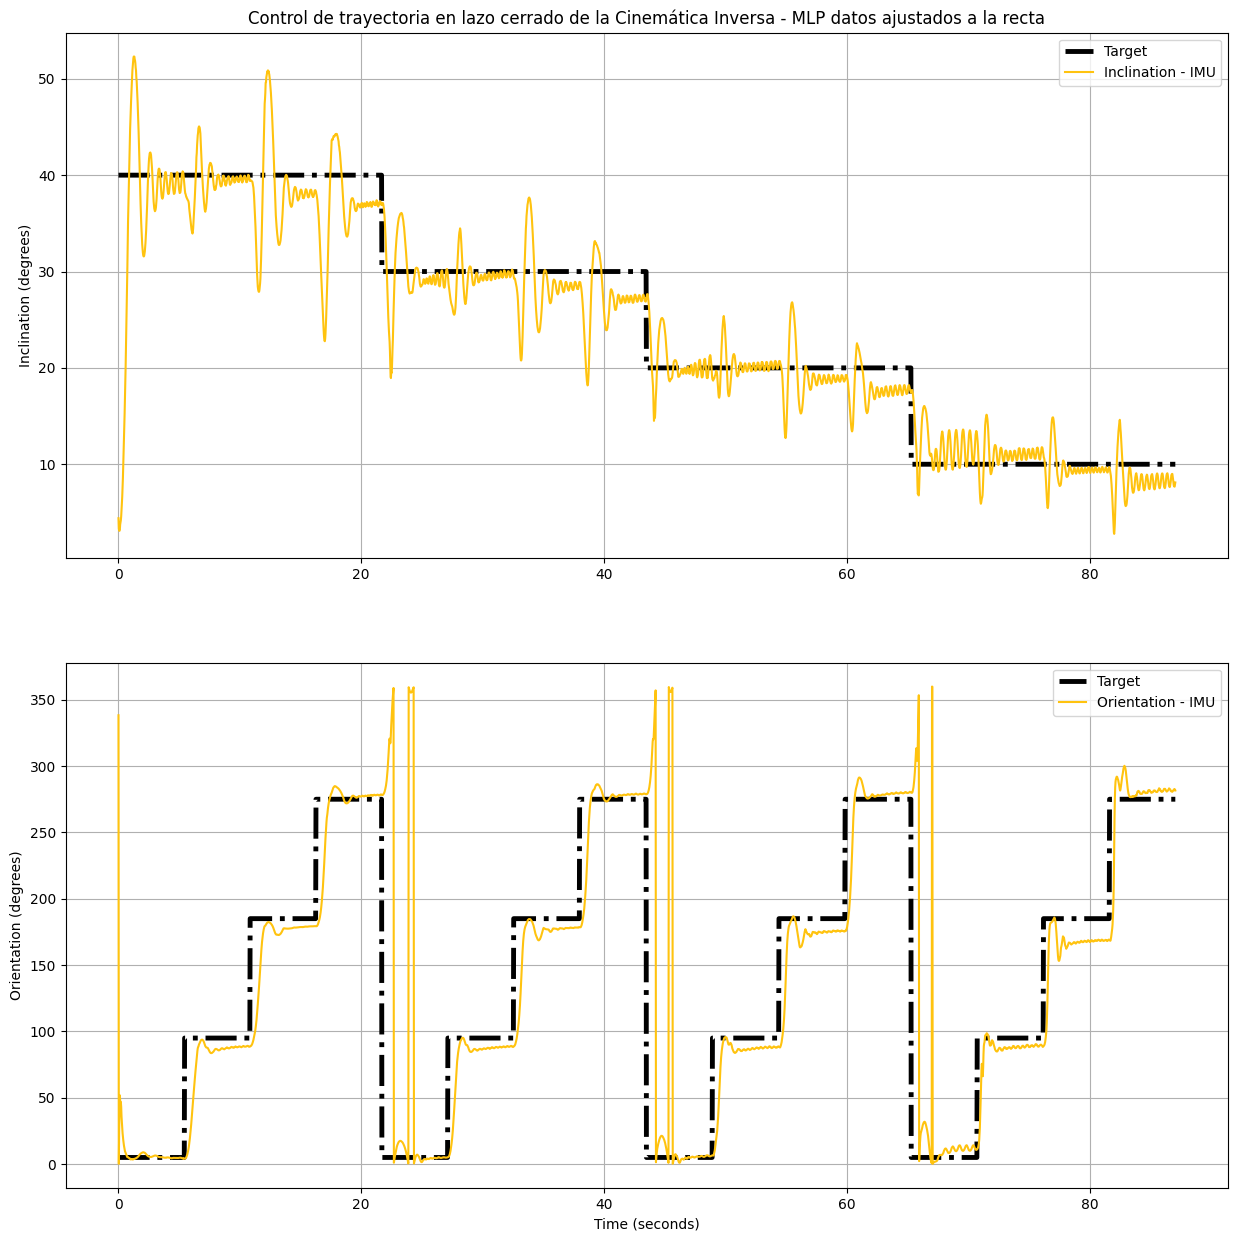 Control de trayectoria en lazo cerrado de la Cinemática Inversa - MLP datos ajustados a la recta
Target
Inclination - IMU
Inclination (degrees)
50
40
30
20
10
0 20 40 60 80
Target
Orientation - IMU
Orientation (degrees)
350
300
250
200
150
100
50
0
0 20 40 60 80
Time (seconds)